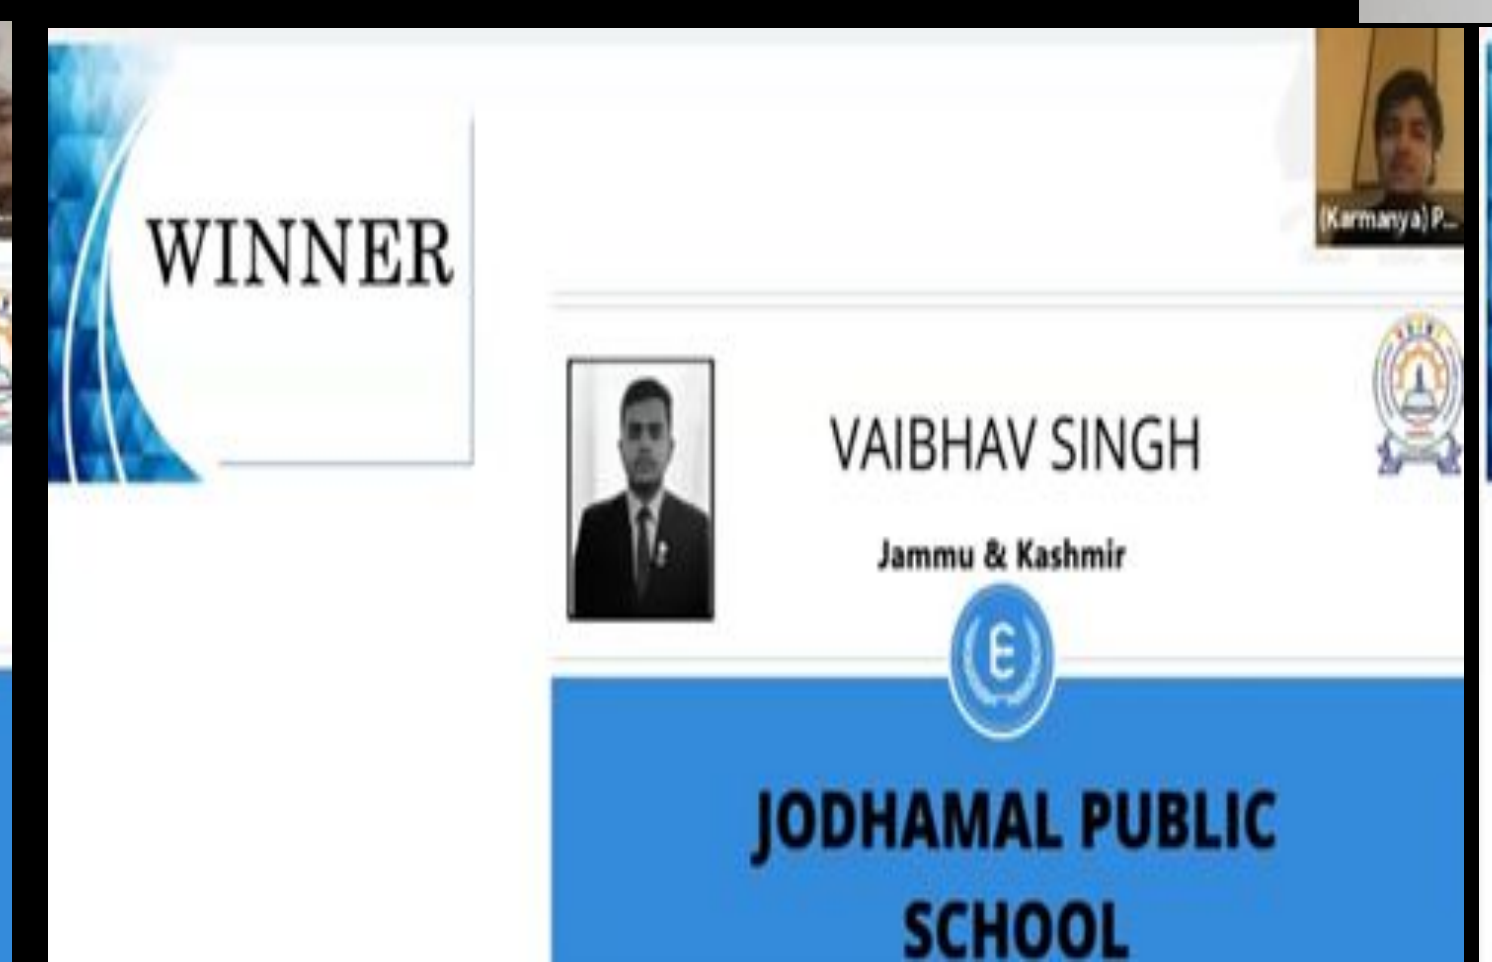 WINNER
(Karmanya) P...
VAIBHAV SINGH
Jammu & Kashmir
E
JODHAMAL PUBLIC
SCHOOL